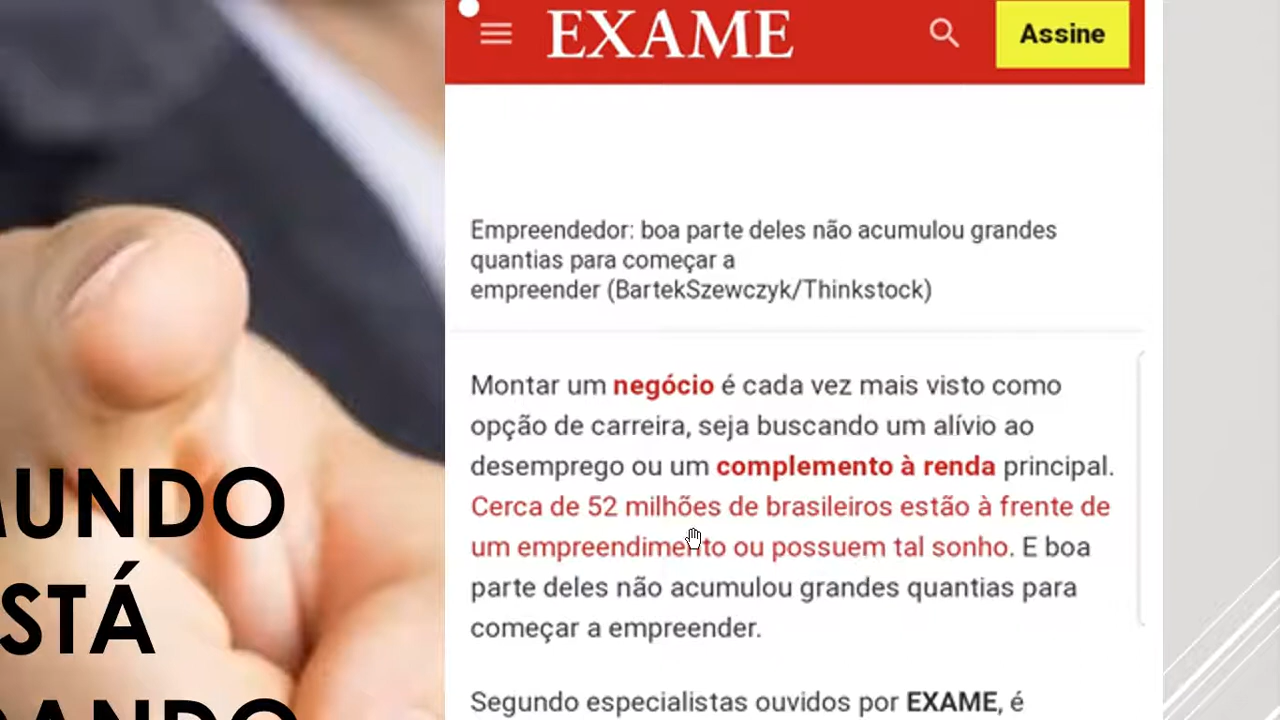 EXAME
Assine
Empreendedor: boa parte deles não acumulou grandes
quantias para começar a
empreender (BartekSzewczyk/Thinkstock)
Montar um negócio é cada vez mais visto como
opção de carreira, seja buscando um alívio ao
desemprego ou um complemento à renda principal.
Cerca de 52 milhões de brasileiros estão à frente de
um empreendimento ou possuem tal sonho. E boa
parte deles não acumulou grandes quantias para
começar a empreender.
Segundo especialistas ouvidos por EXAME, é
UNDO
STÁ